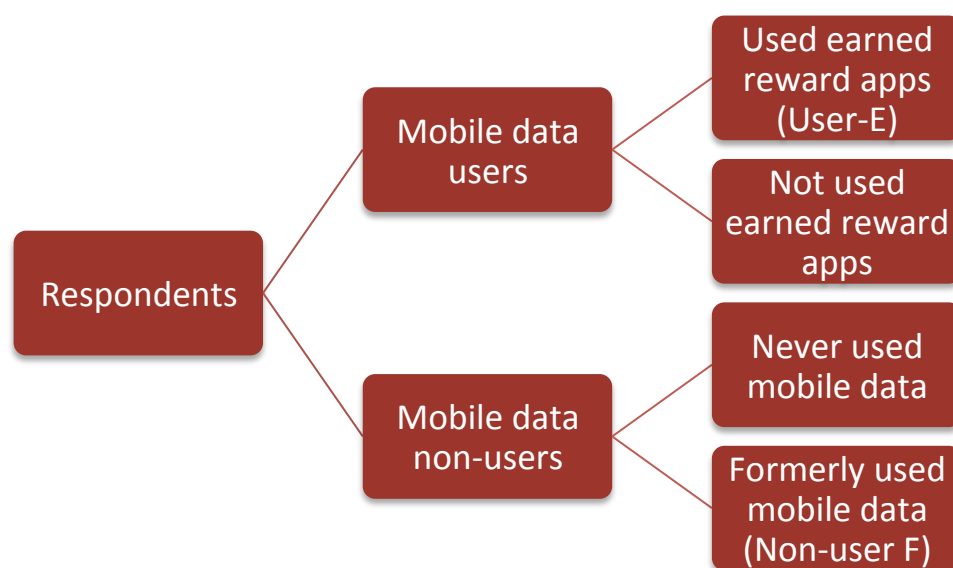 Respondents
Mobile data
users
Used earned
reward apps
(User-E)
Not used
earned reward
apps
Mobile data
non-users
Never used
mobile data
Formerly used
mobile data
(Non-user F)